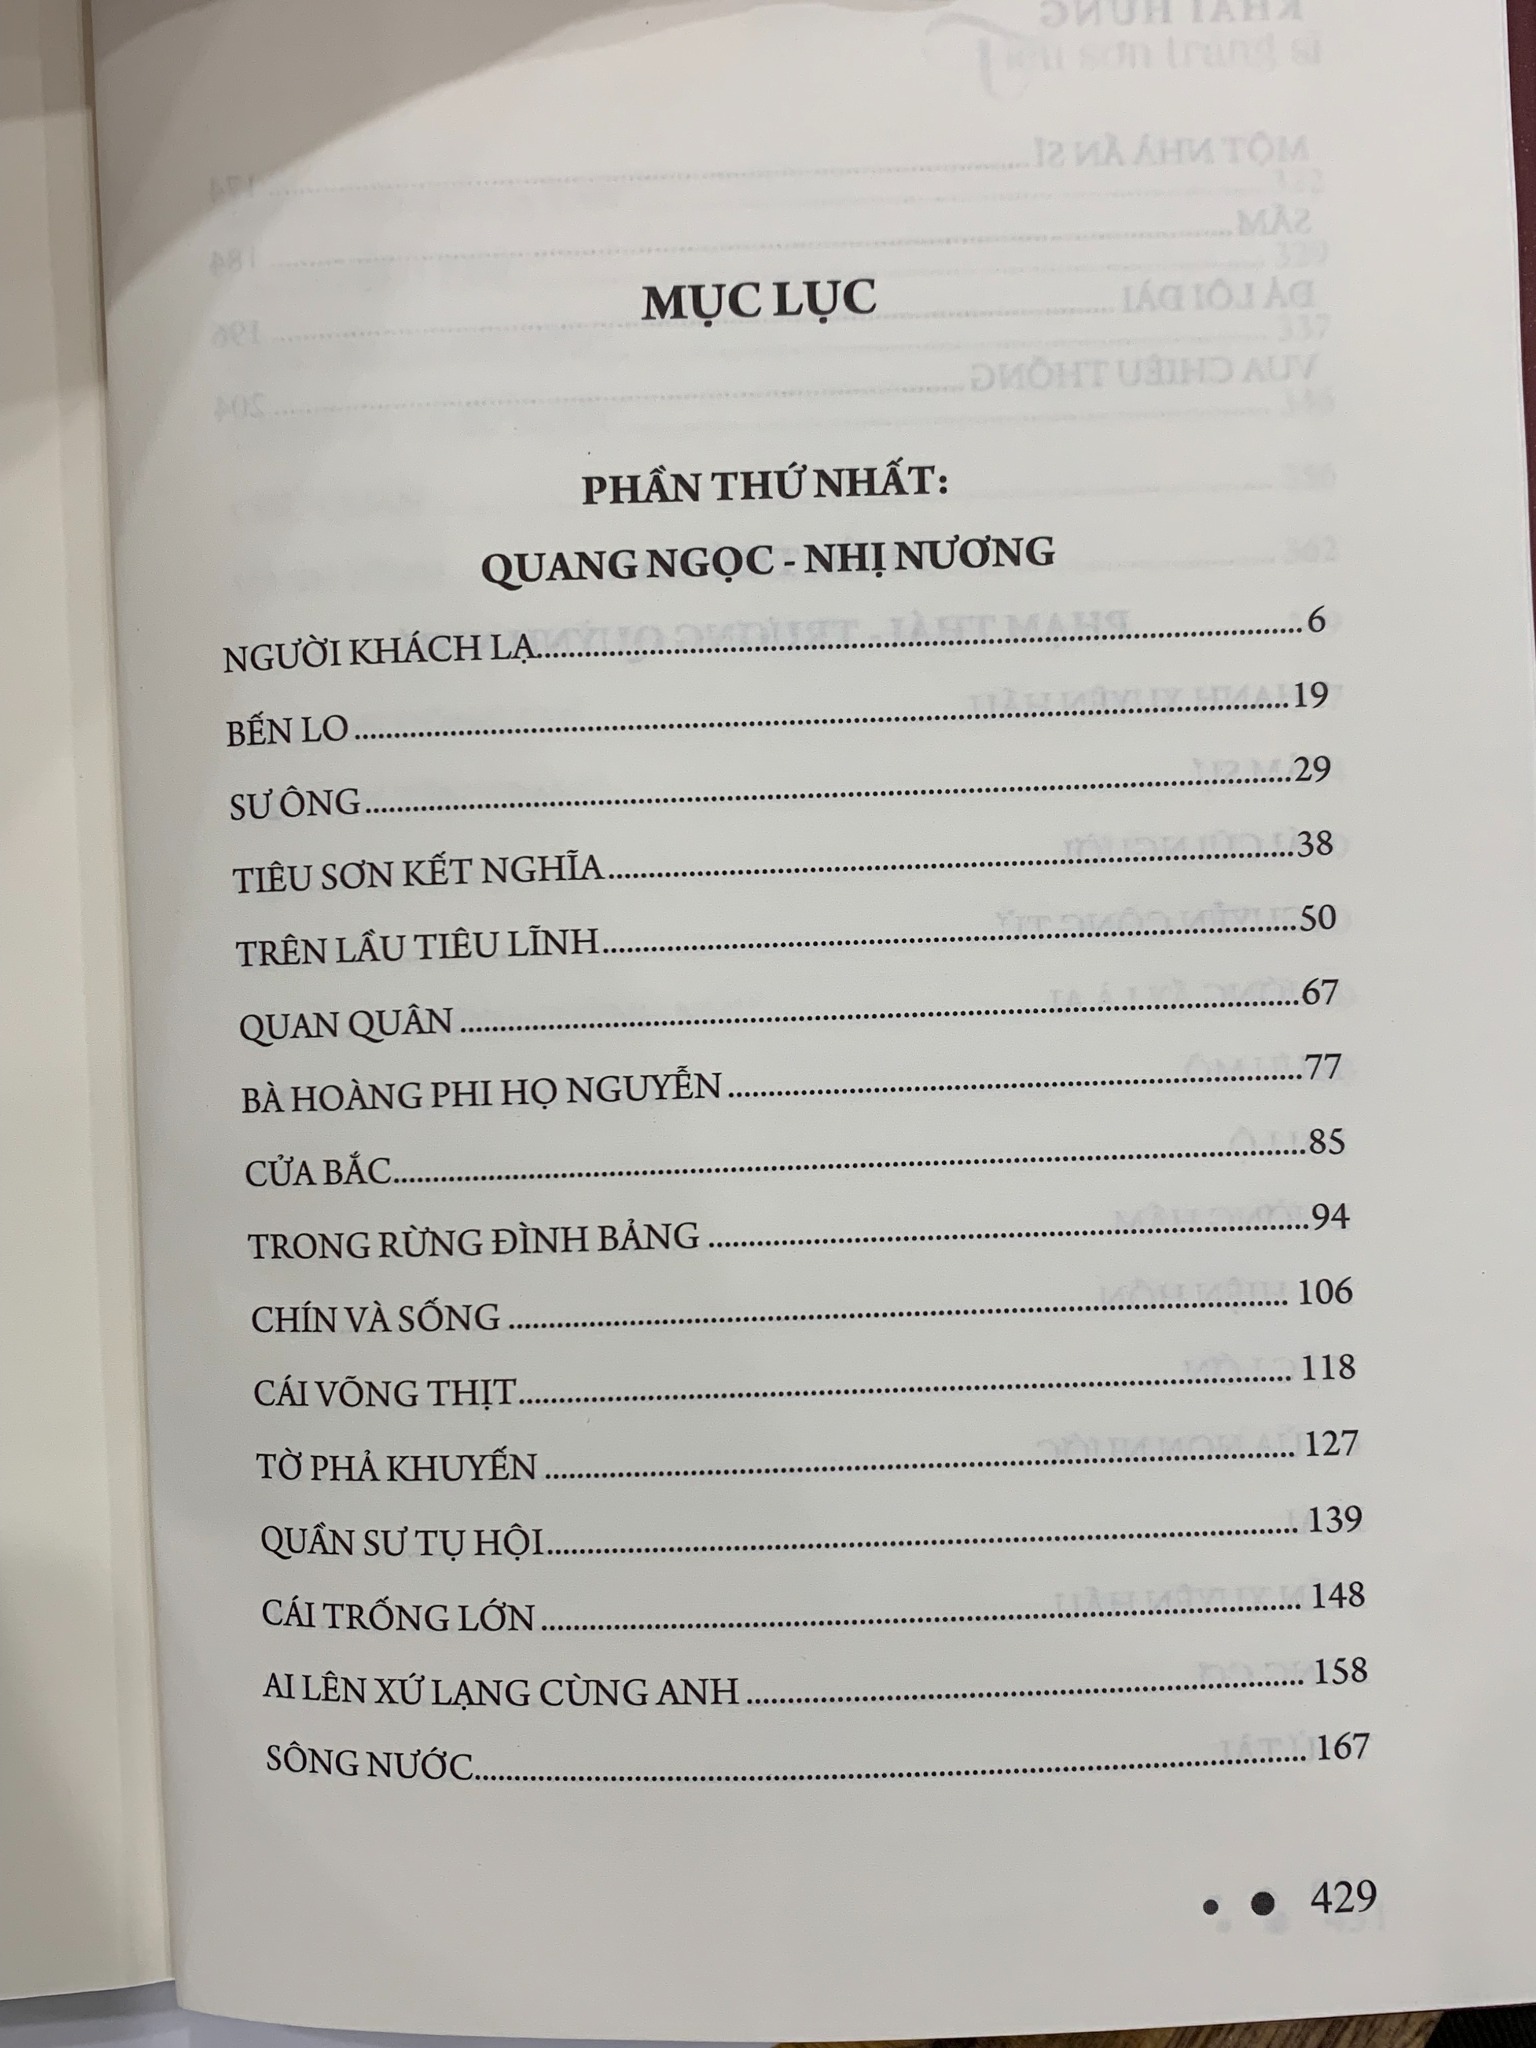 MỤC LỤC
PHẦN THỨ NHẤT:
QUANG NGỌC - NHỊ NƯƠNG
NGƯỜI KHÁCH LẠ 6
BẾN LO 19
SƯ ÔNG 29
TIÊU SƠN KẾT NGHĨA 38
TRÊN LẦU TIÊU LĨNH 50
QUAN QUÂN 67
BÀ HOÀNG PHI HỌ NGUYỄN 77
CỬA BẮC 85
TRONG RỪNG ĐÌNH BẢNG 94
CHÍN VÀ SỐNG 106
CÁI VÕNG THỊT 118
TỜ PHẢ KHUYẾN 127
QUẦN SƯ TỤ HỘI 139
CÁI TRỐNG LỚN 148
AI LÊN XỨ LẠNG CÙNG ANH 158
SÔNG NƯỚC 167
429